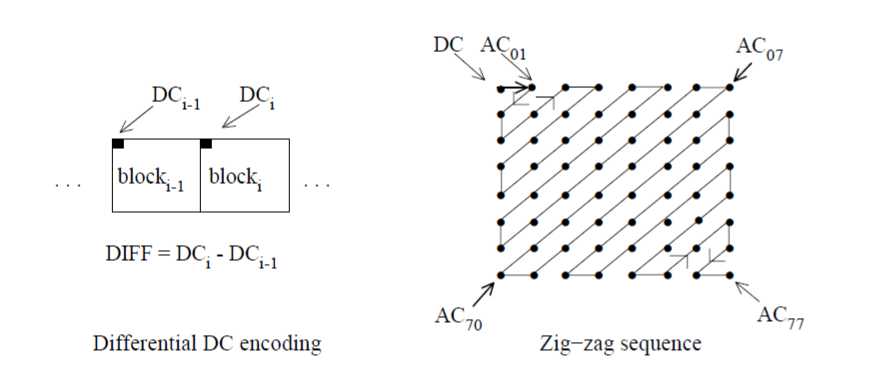 DC_{i-1} DC_i
. . . block_{i-1} block_i . . .
DIFF = DC_i - DC_{i-1}
Differential DC encoding
DC AC_{01} AC_{07}
AC_{70} AC_{77}
Zig-zag sequence